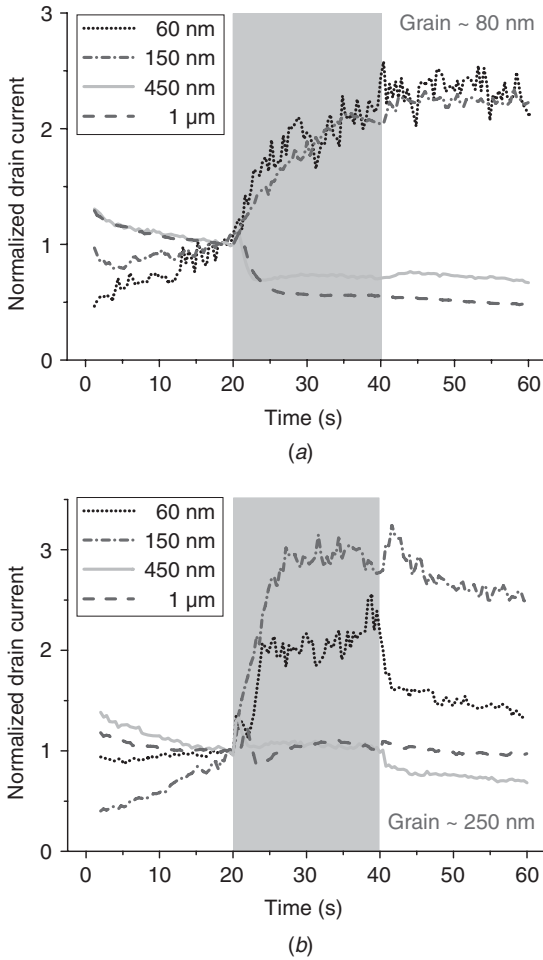 3
2
1
0
Normalized drain current
60 nm
150 nm
450 nm
1 μm
Grain ~ 80 nm
0 10 20 30 40 50 60
Time (s)
(a)
3
2
1
0
Normalized drain current
60 nm
150 nm
450 nm
1 μm
Grain ~ 250 nm
0 10 20 30 40 50 60
Time (s)
(b)